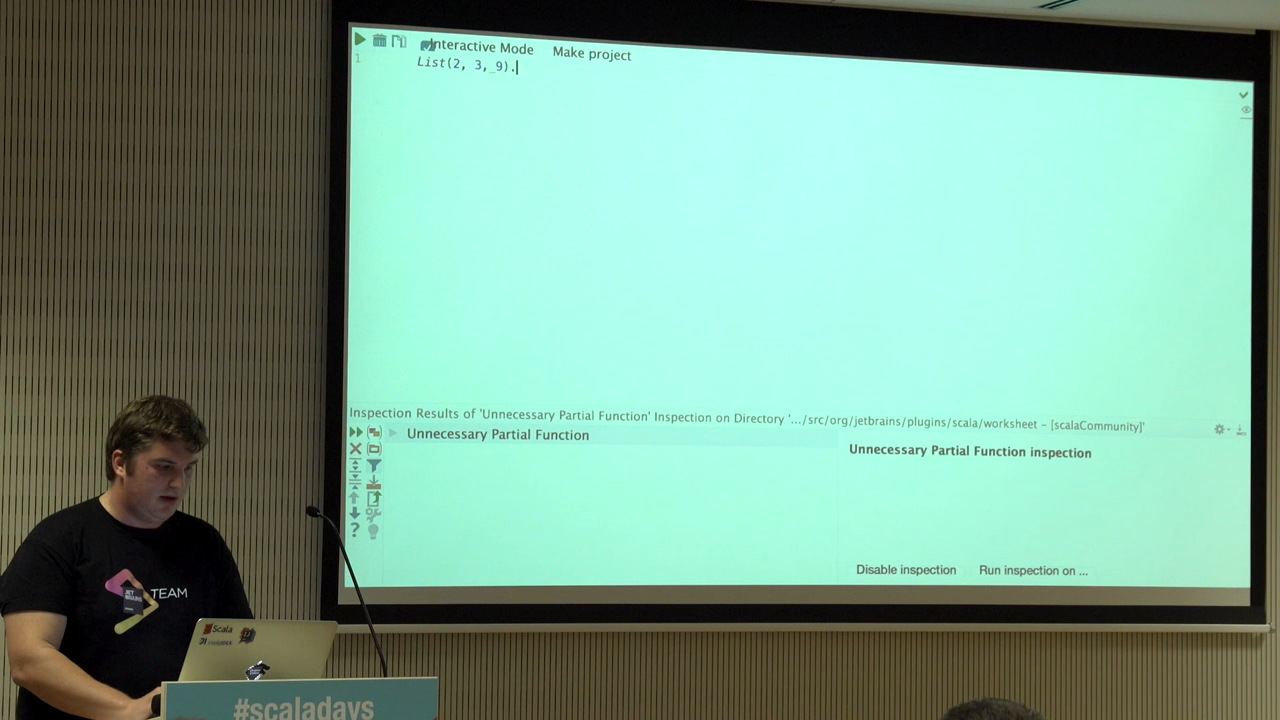 Interactive Mode Make project
1 List(2, 3, 9).
Inspection Results of 'Unnecessary Partial Function' Inspection on Directory '.../src/org/jetbrains/plugins/scala/worksheet – [scalaCommunity]'
Unnecessary Partial Function
Unnecessary Partial Function inspection
Disable inspection Run inspection on ...
JET BRAINS
TEAM
Scala
#scaladays